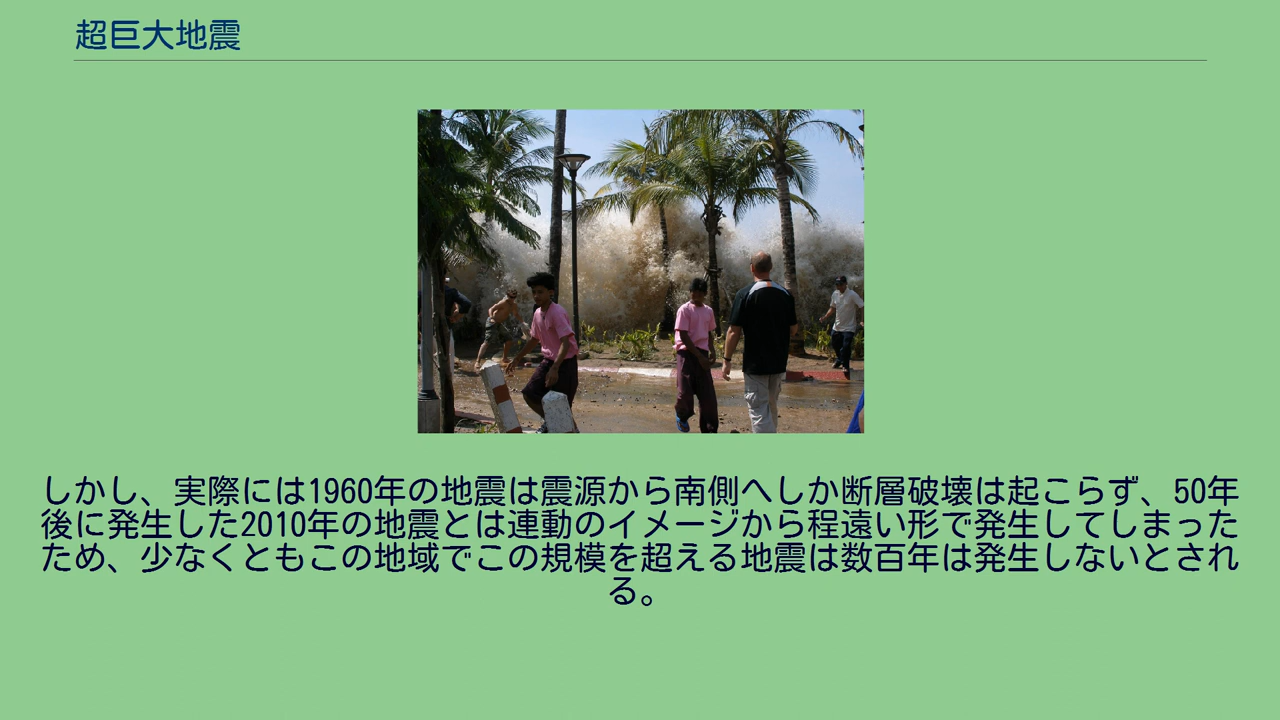 超巨大地震
しかし、実際には1960年の地震は震源から南側へしか断層破壊は起こらず、50年
後に発生した2010年の地震とは連動のイメージから程遠い形で発生してしまった
ため、少なくともこの地域でこの規模を超える地震は数百年は発生しないとされ
る。